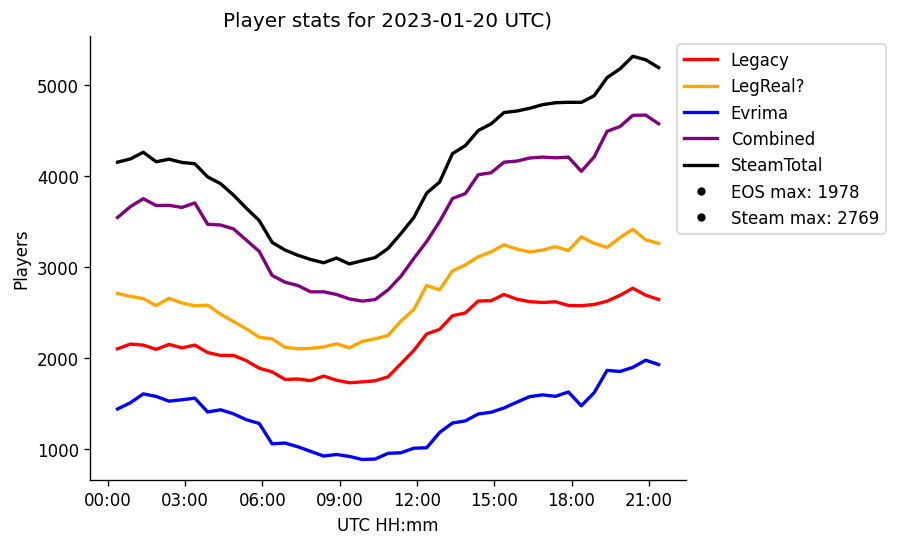 Player stats for 2023-01-20 UTC)
Legacy
LegReal?
Evrima
Combined
SteamTotal
EOS max: 1978
Steam max: 2769
Players
5000
4000
3000
2000
1000
00:00 03:00 06:00 09:00 12:00 15:00 18:00 21:00
UTC HH:mm